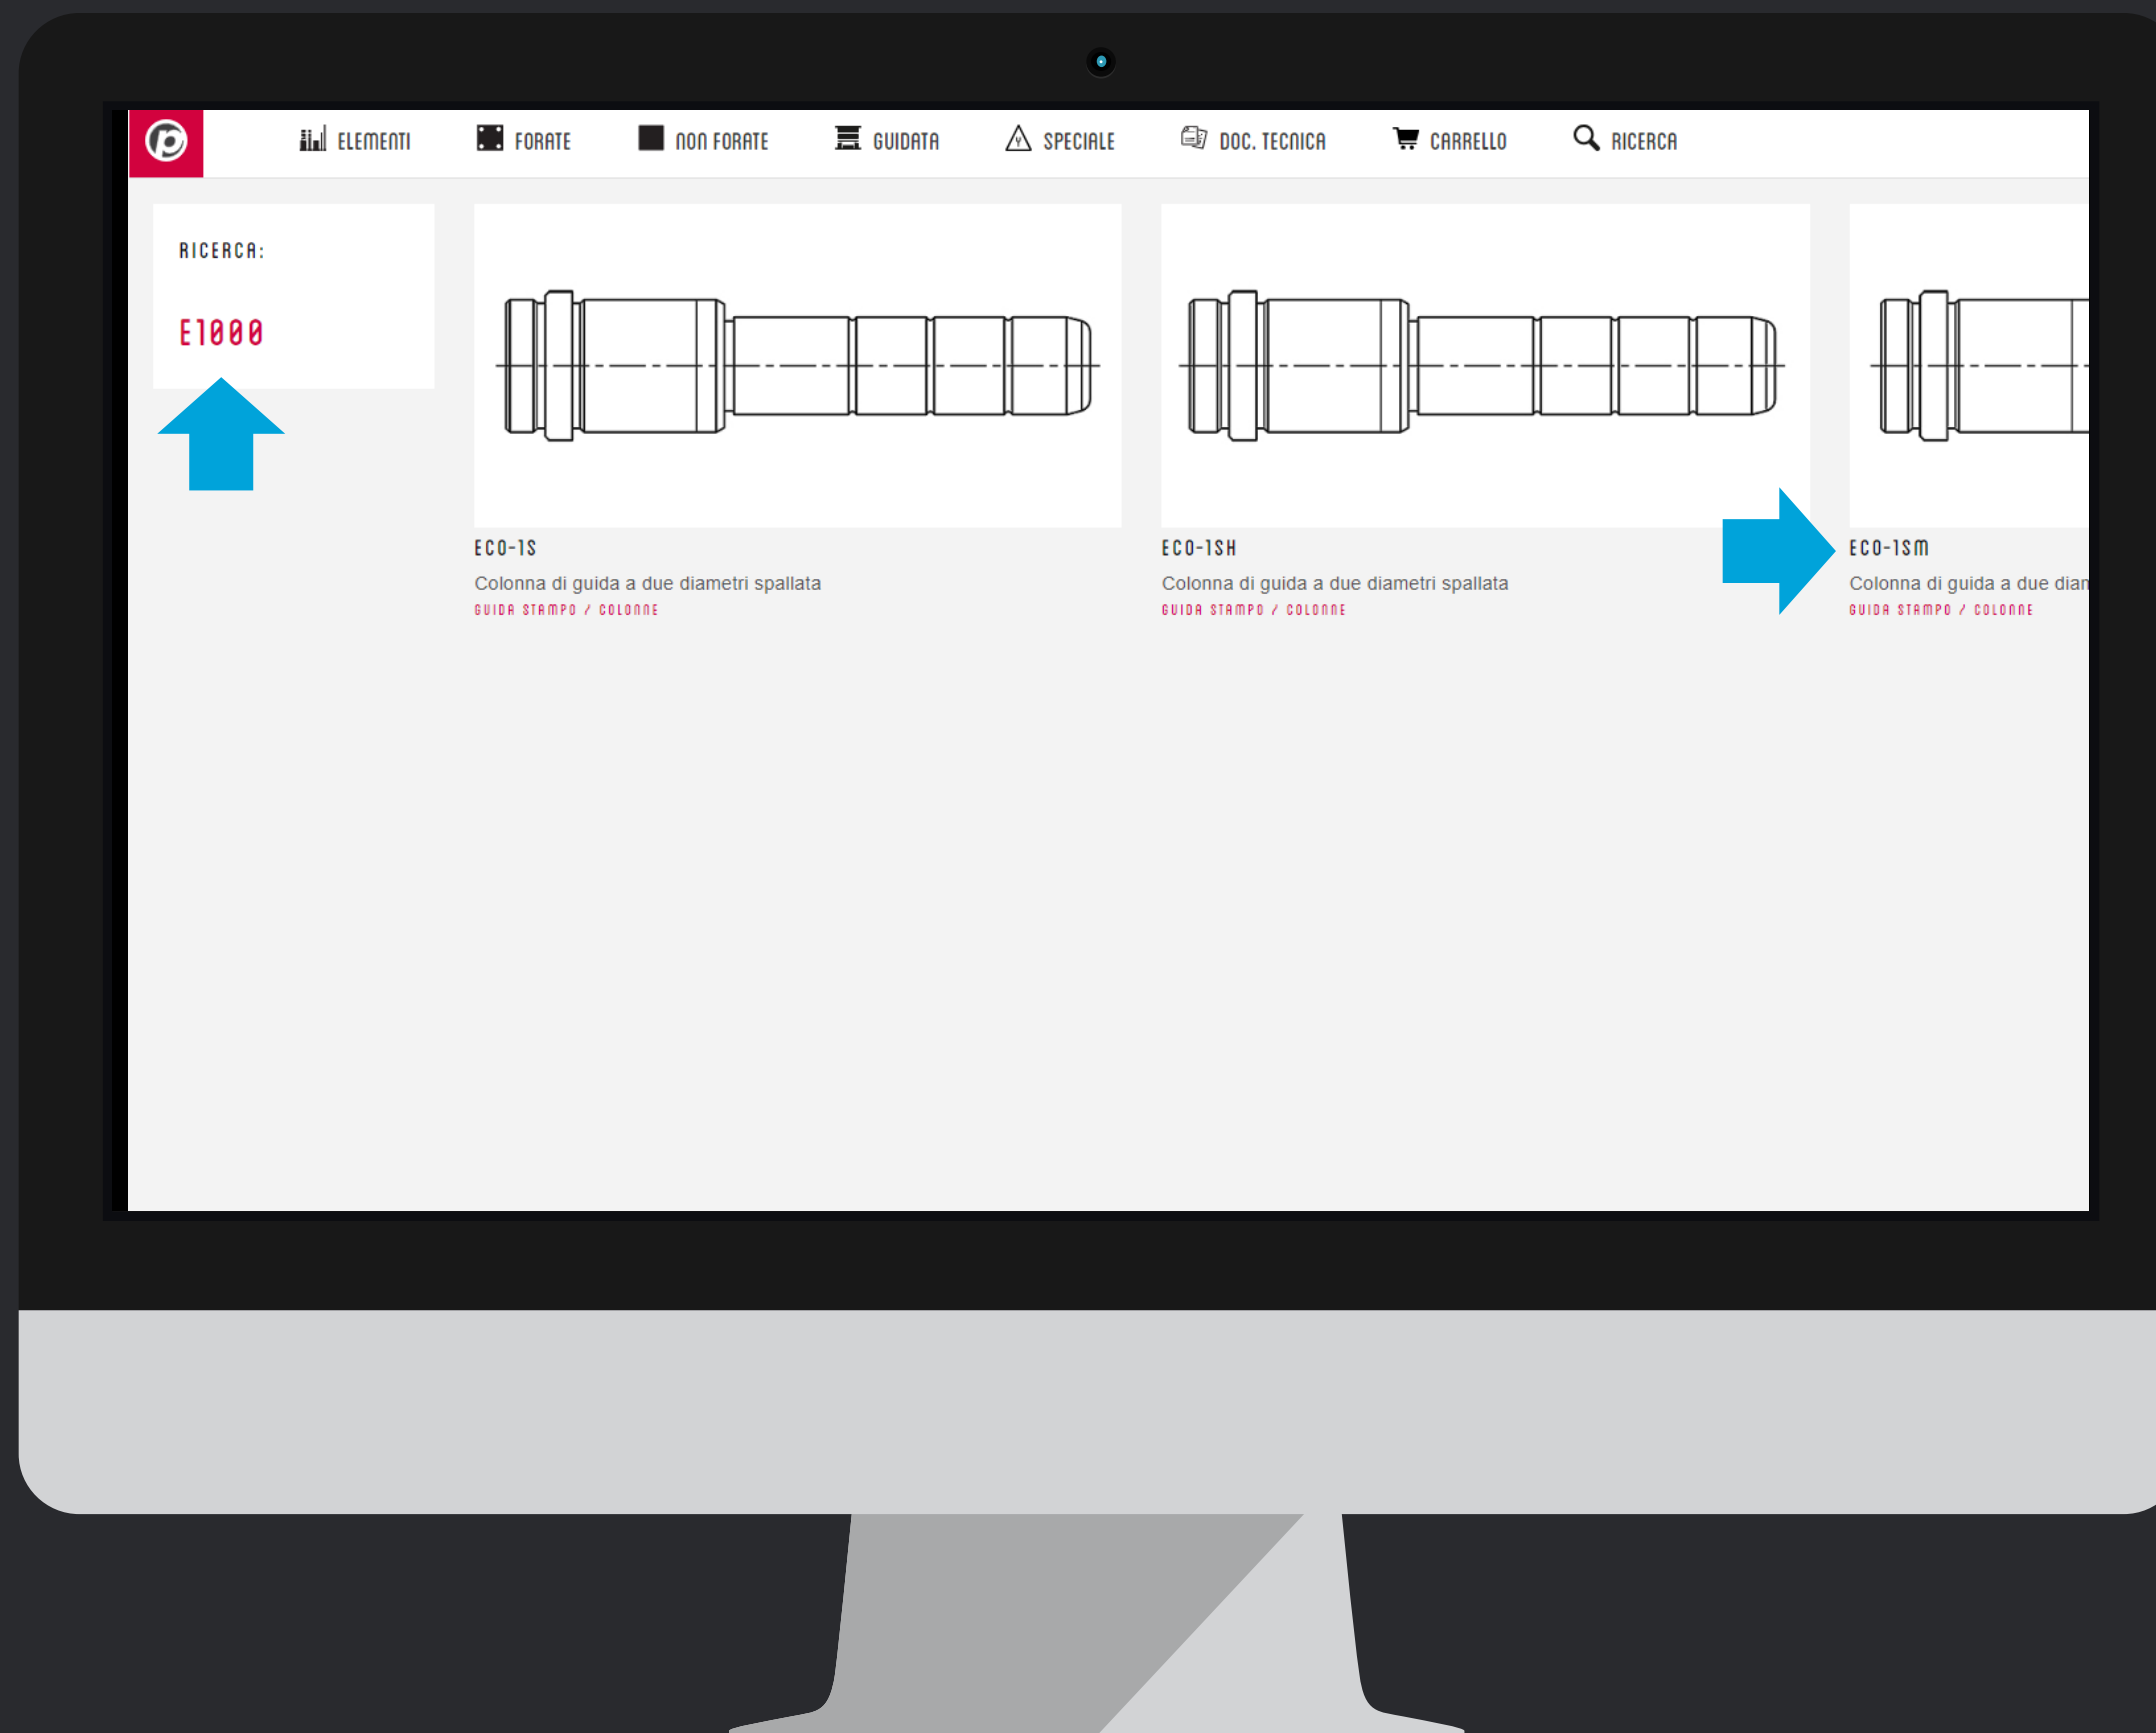 ELEMENTI FORATE NON FORATE GUIDATA SPECIALE DOC. TECNICA CARRELLO RICERCA
RICERCA:
E1000
ECO-1S
Colonna di guida a due diametri spallata
GUIDA STAMPO / COLONNE
ECO-1SH
Colonna di guida a due diametri spallata
GUIDA STAMPO / COLONNE
ECO-1SM
Colonna di guida a due
GUIDA STAMPO / COLONNE